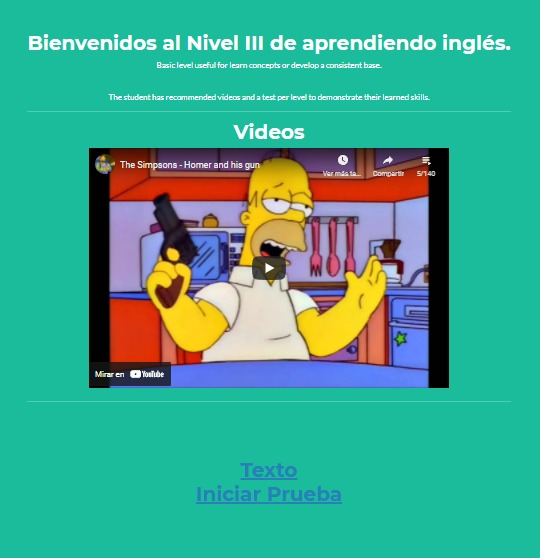 Bienvenidos al Nivel III de aprendiendo inglés.
Basic level useful for learn concepts or develop a consistent base.
The student has recommended videos and a test per level to demonstrate their learned skills.
Videos
The Simpsons - Homer and his gun
Ver más ta...
Compartir
5/140
Mirar en YouTube
Texto
Iniciar Prueba